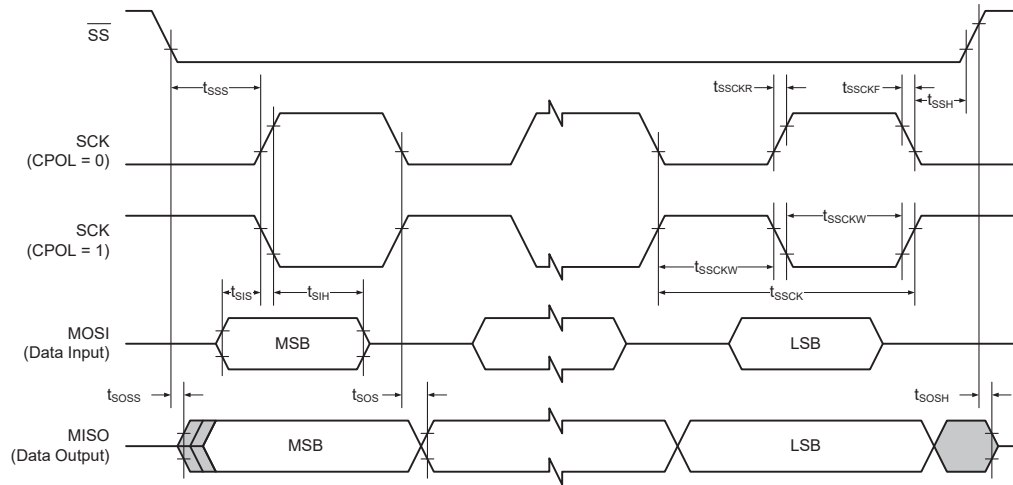 SS
tSSS
tSSCKR
tSSCKF
tSSH
SCK
(CPOL = 0)
SCK
(CPOL = 1)
tSSCKW
tSSCKW
tSSCK
tSIS
tSIH
MOSI
(Data Input)
MSB
LSB
tSOSS
tSOS
tSOSH
MISO
(Data Output)
MSB
LSB